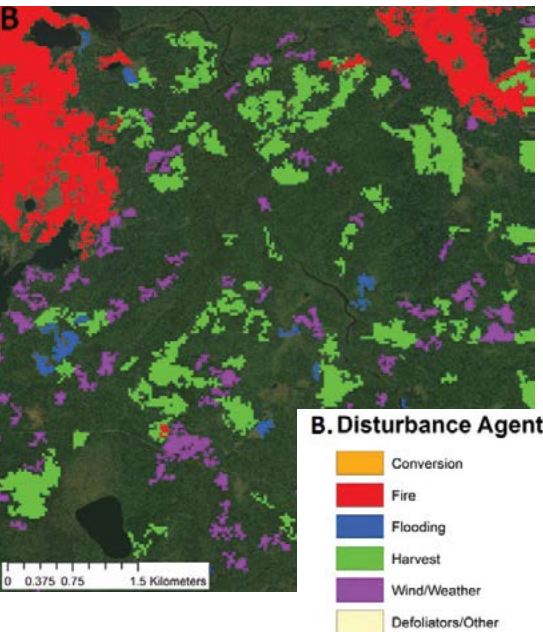 B
B. Disturbance Agent
Conversion
Fire
Flooding
Harvest
Wind/Weather
Defoliators/Other
0 0.375 0.75 1.5 Kilometers